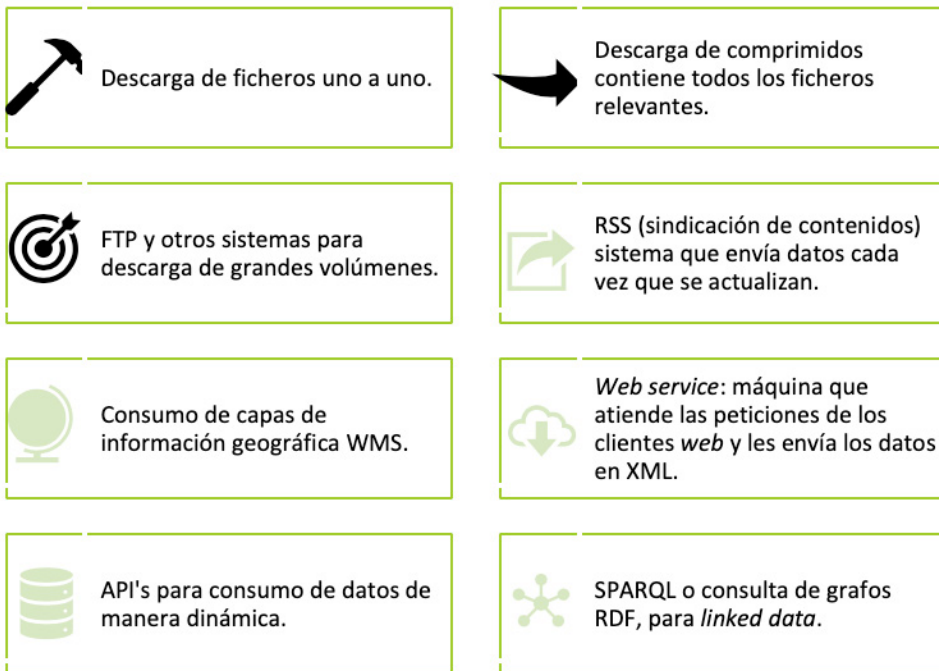 Descarga de ficheros uno a uno.
Descarga de comprimidos
contiene todos los ficheros
relevantes.
FTP y otros sistemas para
descarga de grandes volúmenes.
RSS (sindicación de contenidos)
sistema que envía datos cada
vez que se actualizan.
Consumo de capas de
información geográfica WMS.
Web service: máquina que
atiende las peticiones de los
clientes web y les envía los datos
en XML.
API's para consumo de datos de
manera dinámica.
SPARQL o consulta de grafos
RDF, para linked data.